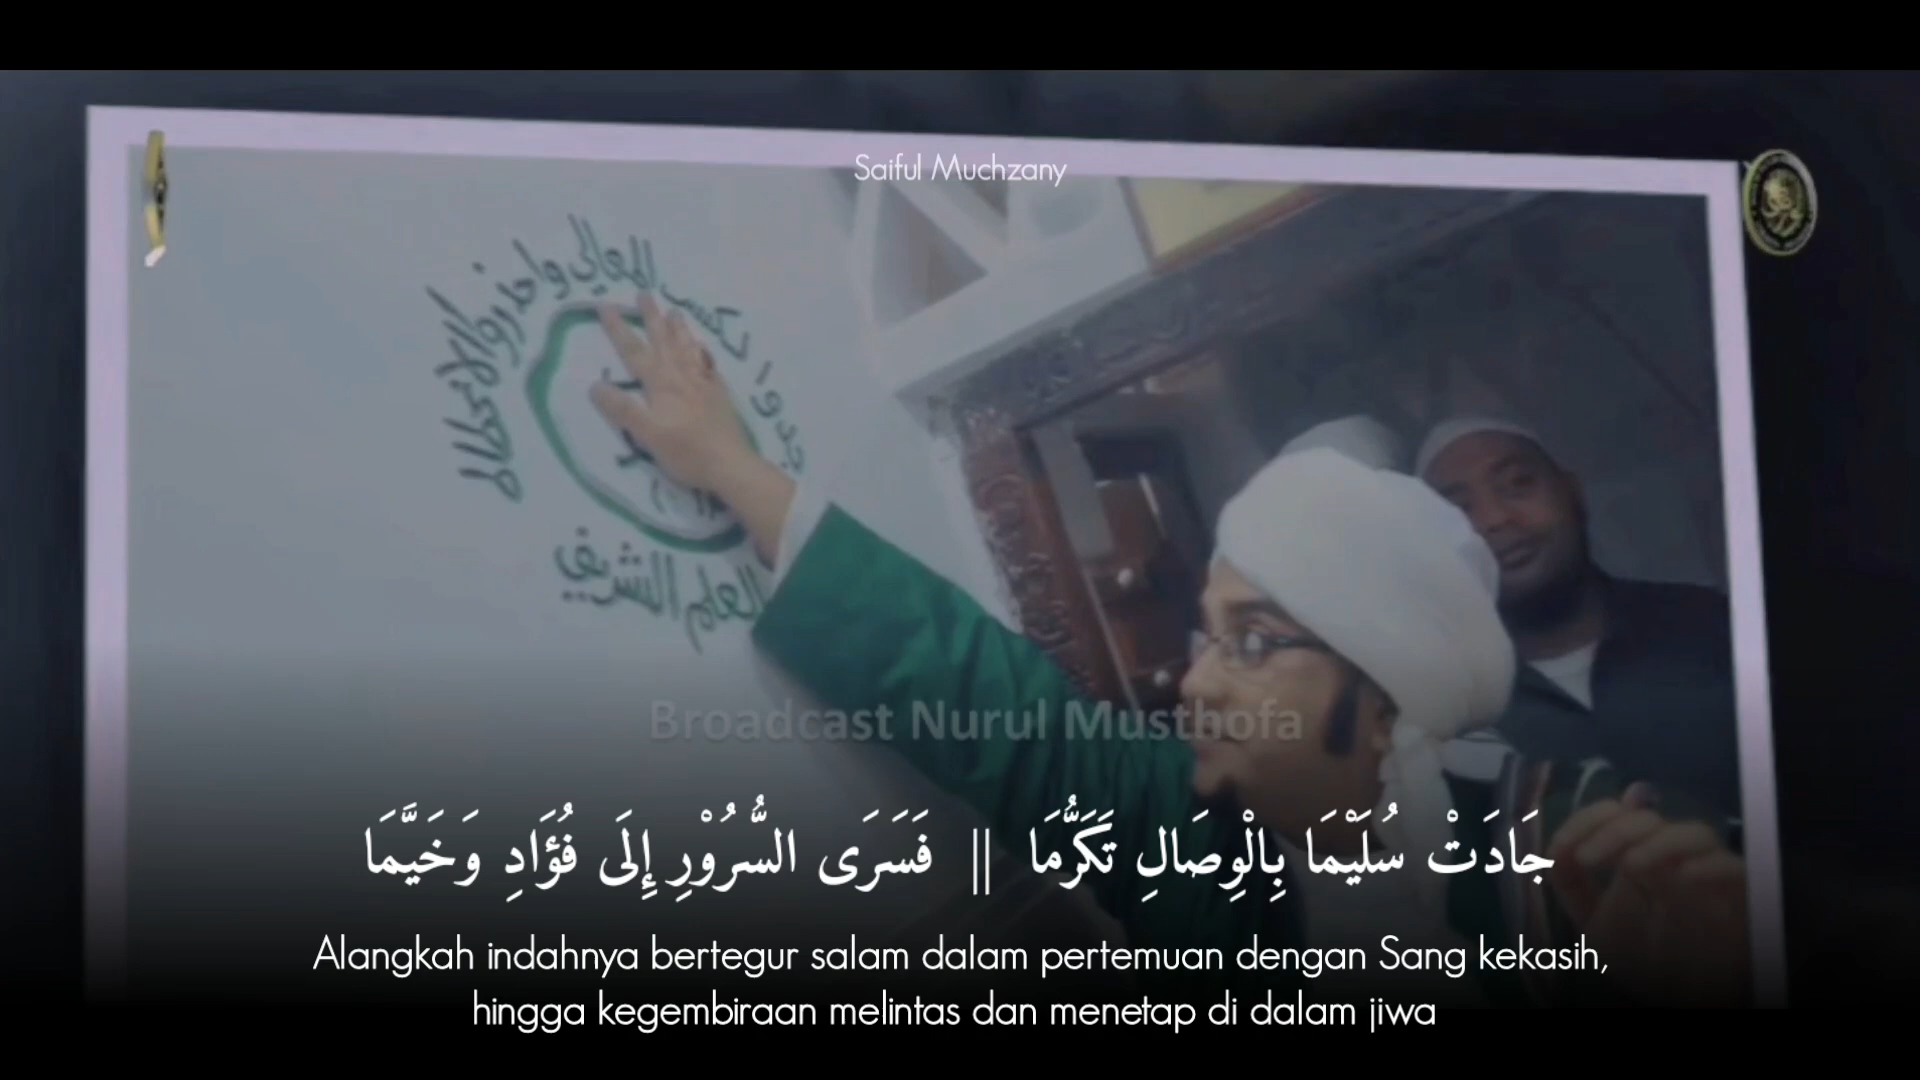 Saiful Muchzany
العلم الشريف
Broadcast Nurul Musthofa
جَادَتْ سُلَيْمَا بِالْوِصَالِ تَكَرُّمَا || فَسَرَى السُّرُوْرِ إِلَى فُؤَادِ وَخَيَّمَا
Alangkah indahnya bertegur salam dalam pertemuan dengan Sang kekasih,
hingga kegembiraan melintas dan menetap di dalam jiwa